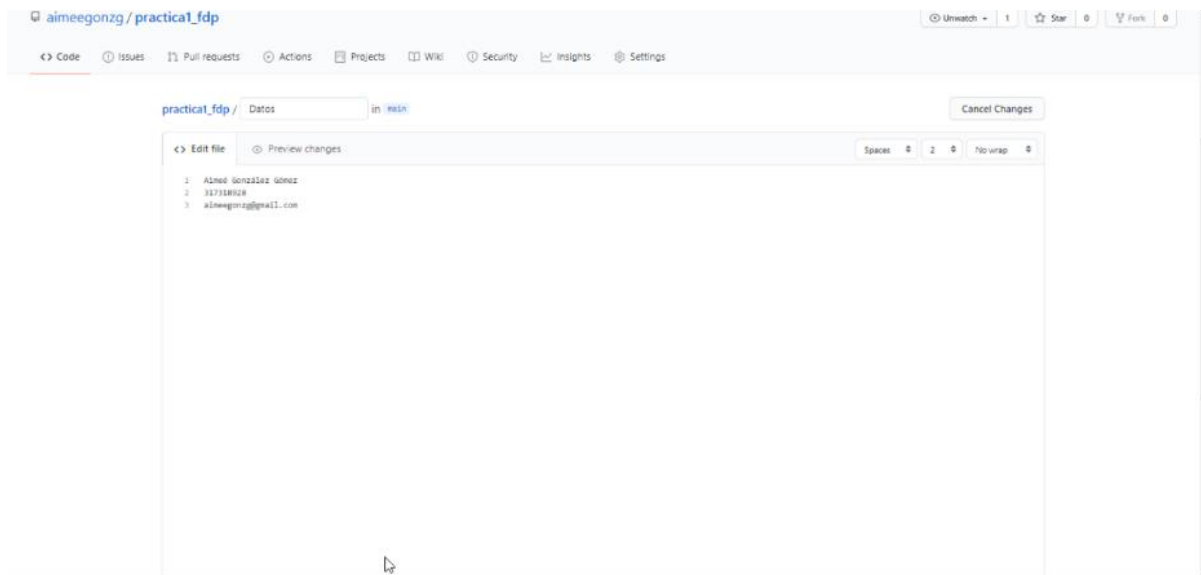 aimeegonzg / practica1_fdp
Unwatch 1 Star 0 Fork 0
<> Code Issues Pull requests Actions Projects Wiki Security Insights Settings
practica1_fdp / Datos in main Cancel Changes
<> Edit file Preview changes Spaces 2 No wrap
1 Aimeé González Gómez
2
3 aimeegonzg@gmail.com